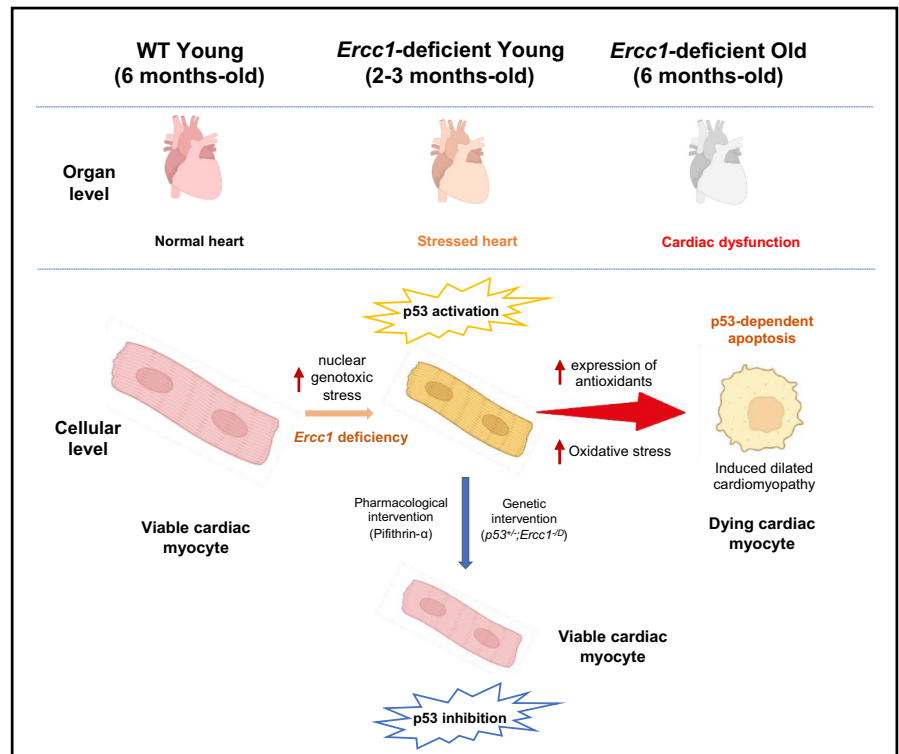 WT Young
(6 months-old)
Ercc1-deficient Young
(2-3 months-old)
Ercc1-deficient Old
(6 months-old)
Organ
level
Normal heart
Stressed heart
Cardiac dysfunction
p53 activation
p53-dependent
apoptosis
nuclear
genotoxic
stress
expression of
antioxidants
Cellular
level
Ercc1 deficiency
Oxidative stress
Induced dilated
cardiomyopathy
Pharmacological
intervention
(Pifithrin-α)
Genetic
intervention
(p53+/-;Ercc1-/D)
Viable cardiac
myocyte
Dying cardiac
myocyte
Viable cardiac
myocyte
p53 inhibition